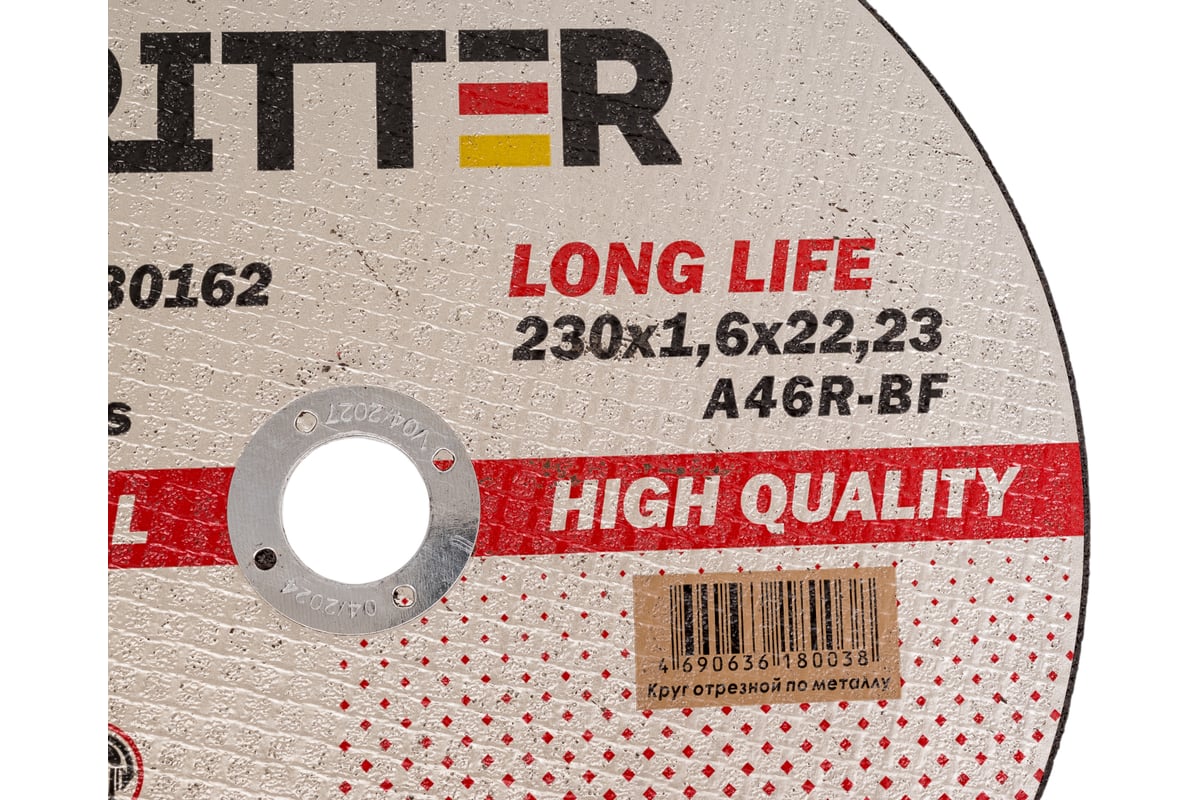 RITTER
80162
LONG LIFE
230x1,6x22,23
A46R-BF
s
V04/2027
L
HIGH QUALITY
04/2024
4 690636 180038
Круг отрезной по металлу